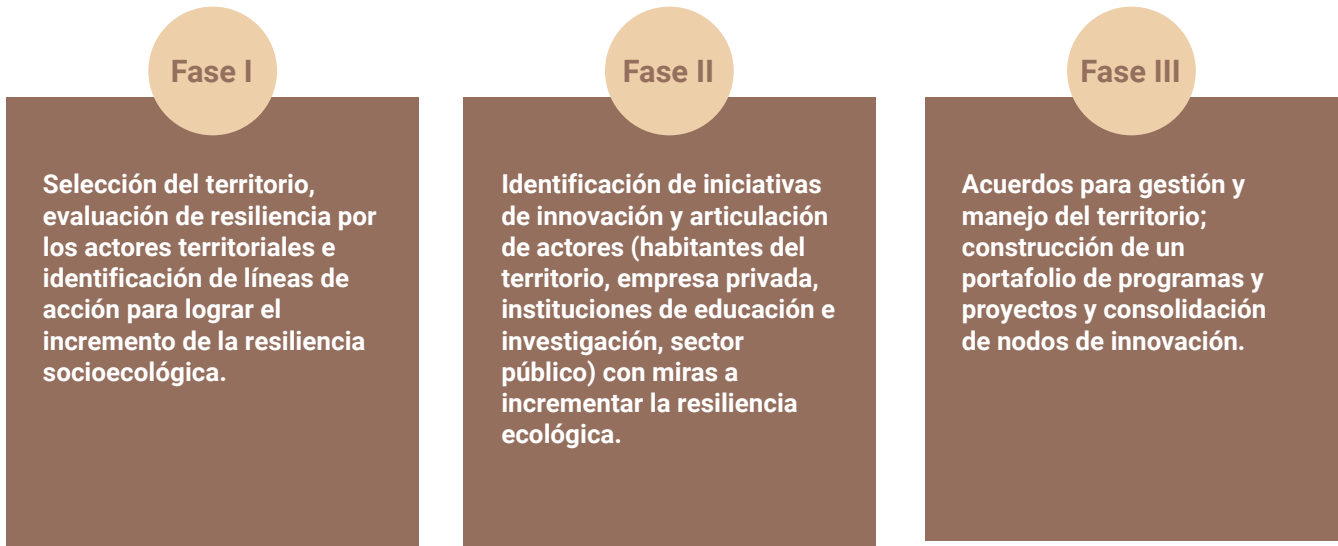 Fase I
Selección del territorio,
evaluación de resiliencia por
los actores territoriales e
identificación de líneas de
acción para lograr el
incremento de la resiliencia
socioecológica.
Fase II
Identificación de iniciativas
de innovación y articulación
de actores (habitantes del
territorio, empresa privada,
instituciones de educación e
investigación, sector
público) con miras a
incrementar la resiliencia
ecológica.
Fase III
Acuerdos para gestión y
manejo del territorio;
construcción de un
portafolio de programas y
proyectos y consolidación
de nodos de innovación.